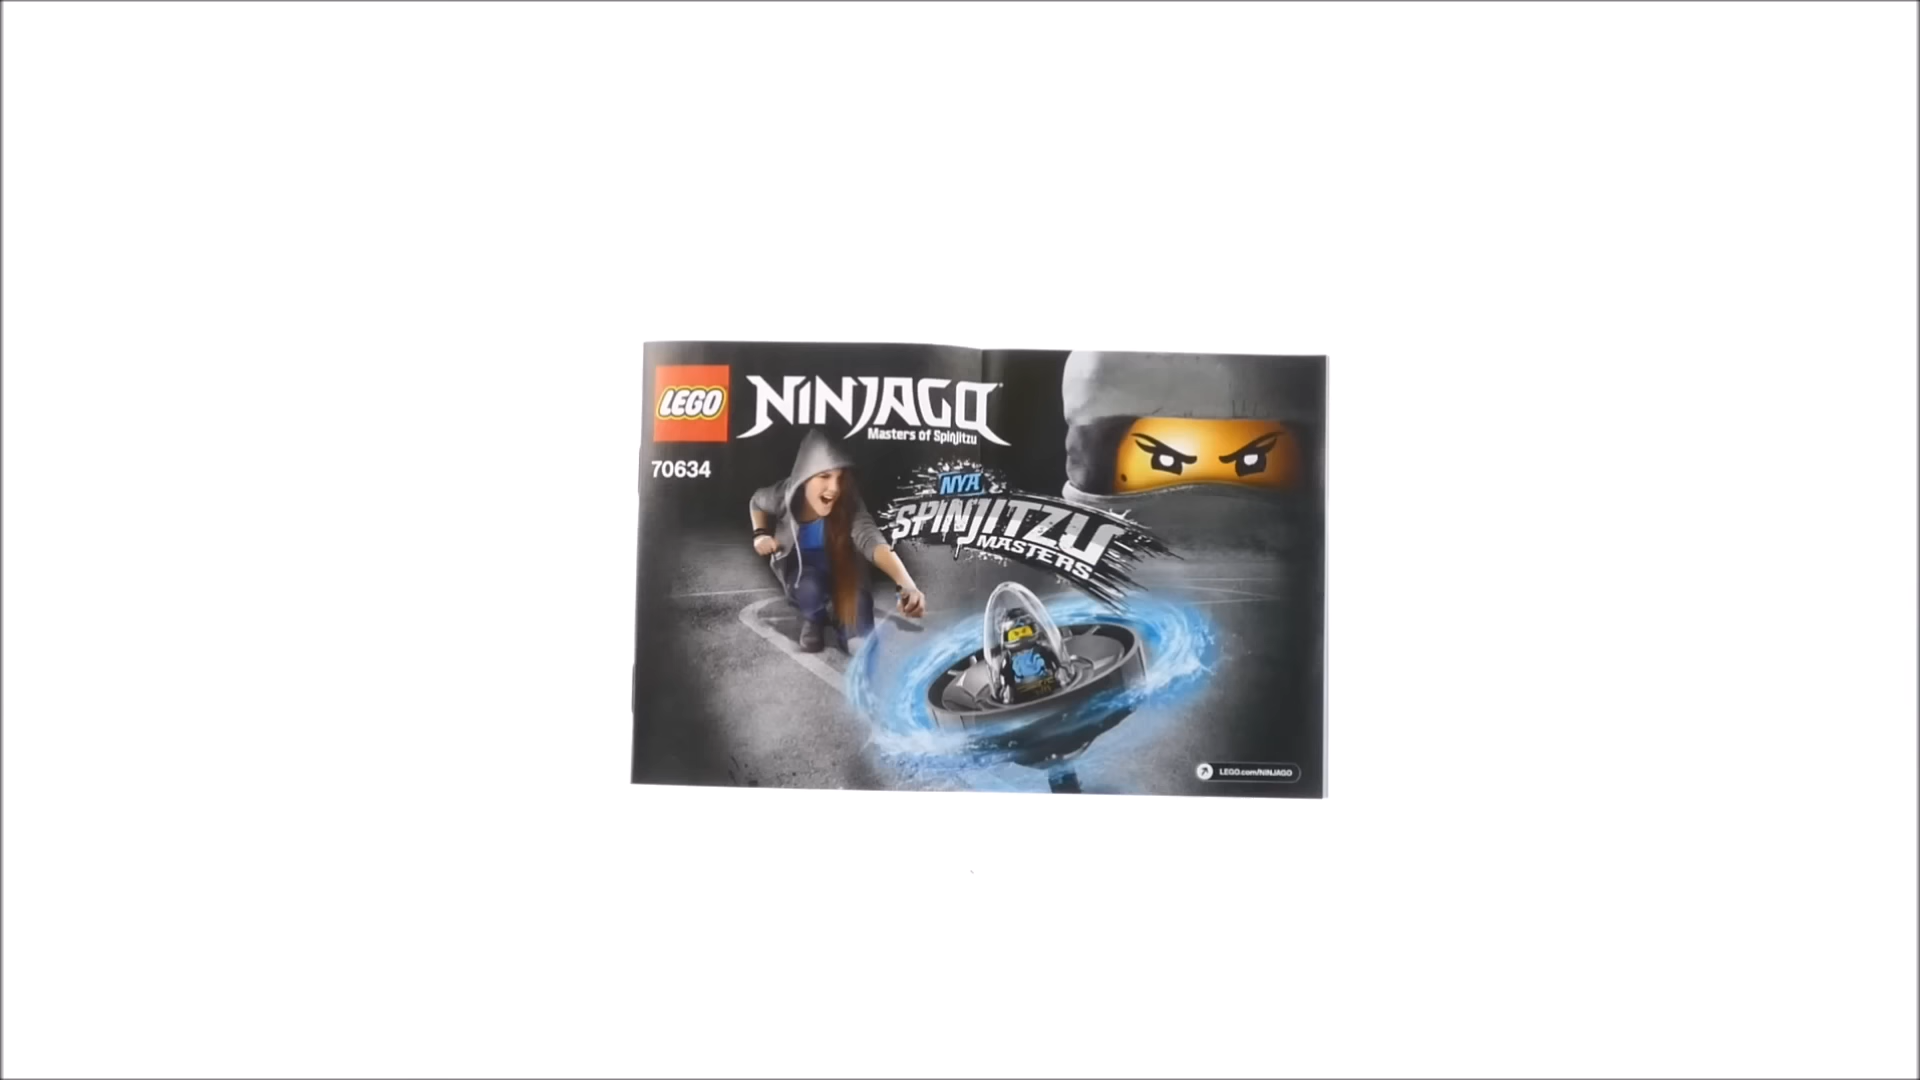 LEGO
NINJAGO
Masters of Spinjitzu
70634
NYA
SPINJITZU
MASTERS
LEGO.com/NINJAGO